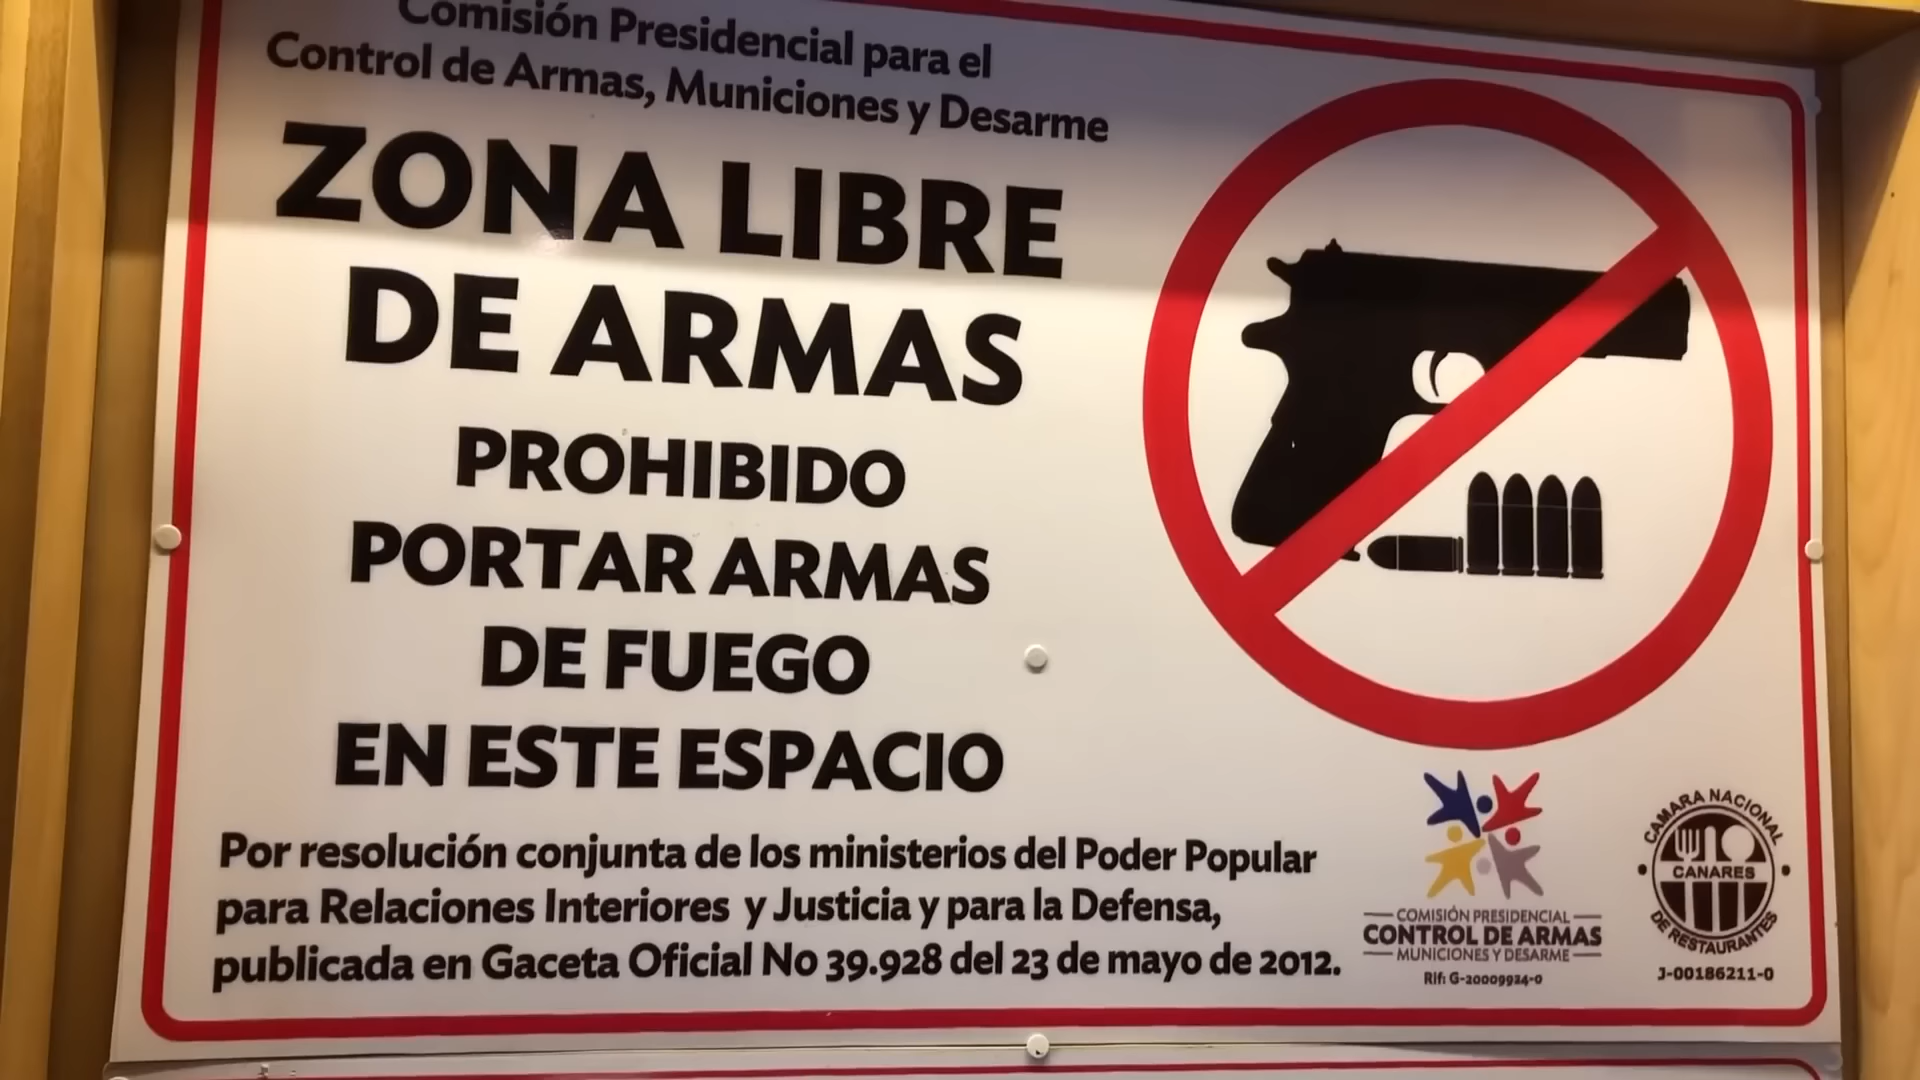 Comisión Presidencial para el
Control de Armas, Municiones y Desarme
ZONA LIBRE
DE ARMAS
PROHIBIDO
PORTAR ARMAS
DE FUEGO
EN ESTE ESPACIO
Por resolución conjunta de los ministerios del Poder Popular
para Relaciones Interiores y Justicia y para la Defensa,
publicada en Gaceta Oficial No 39.928 del 23 de mayo de 2012.
COMISIÓN PRESIDENCIAL
CONTROL DE ARMAS
MUNICIONES Y DESARME
Rif: G-20009924-0
CAMARA NACIONAL
CANARES
DE RESTAURANTES
J-00186211-0